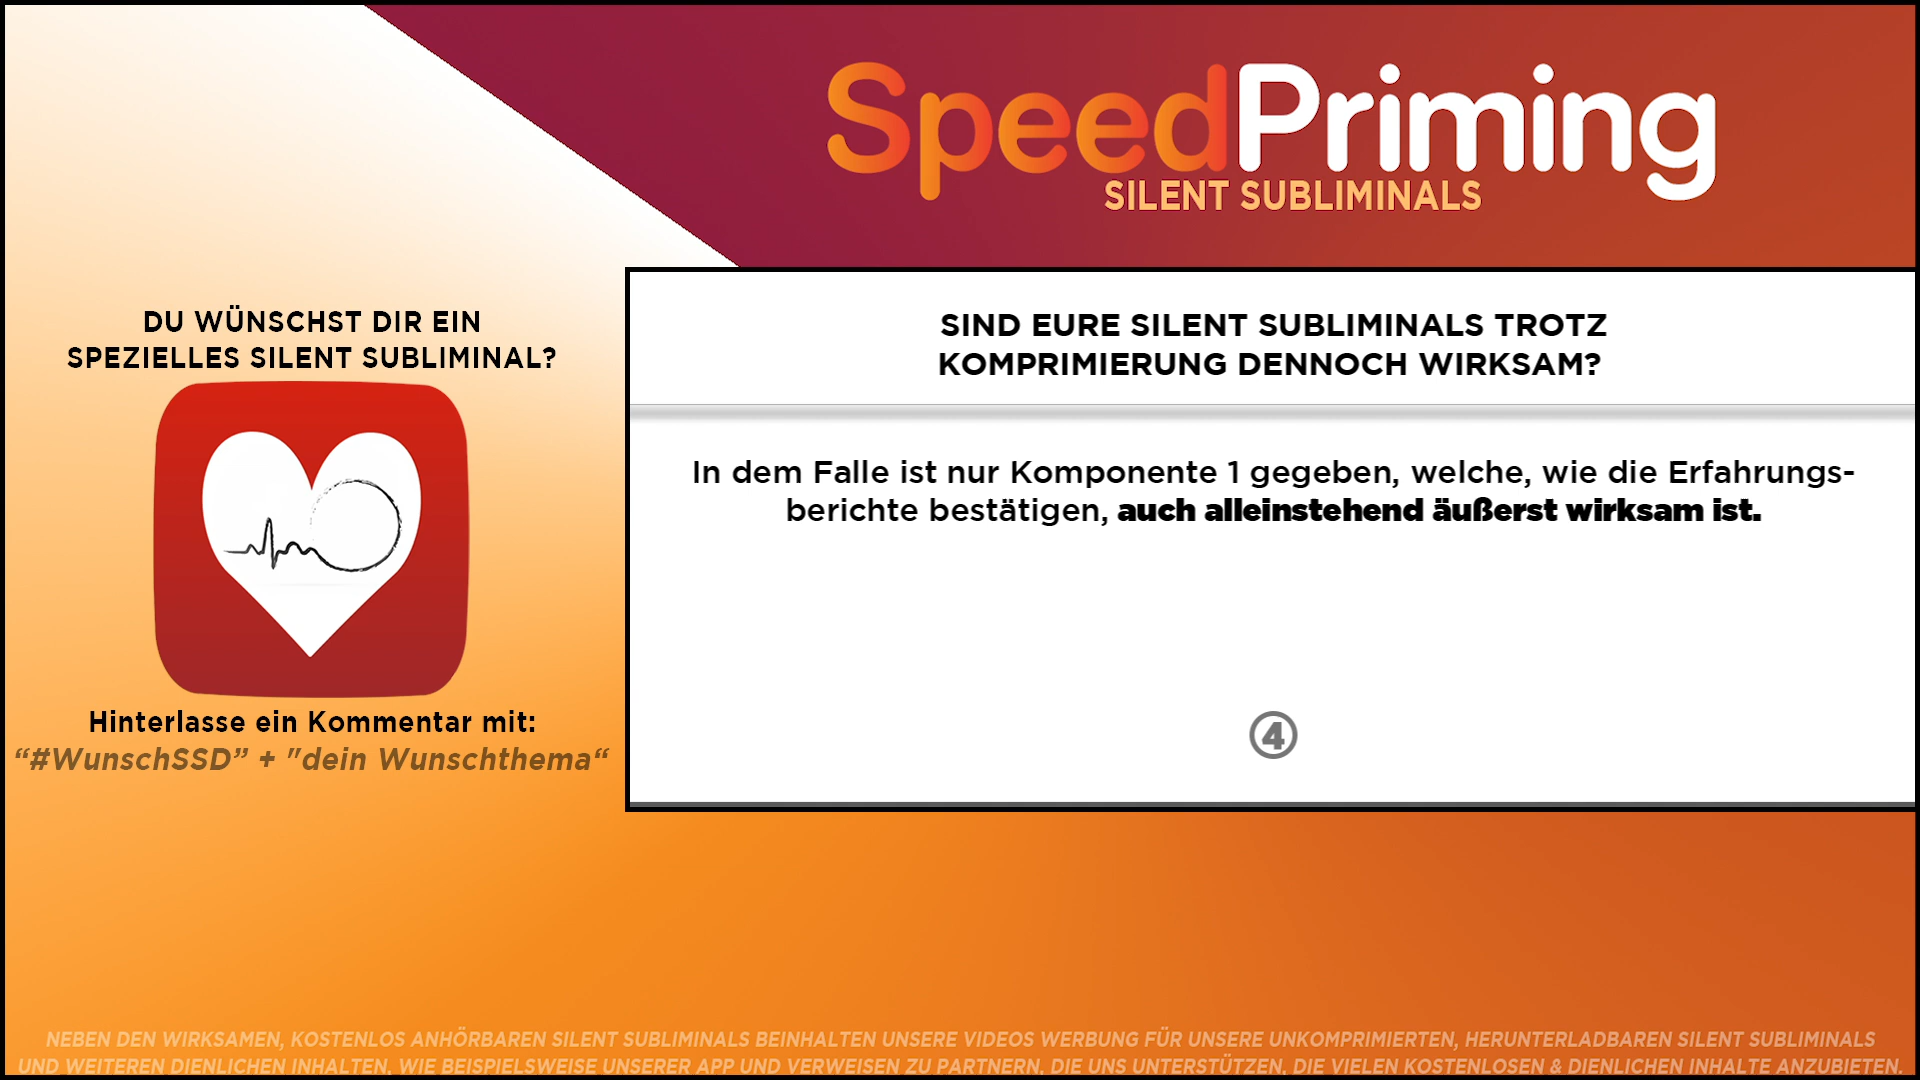 SpeedPriming
SILENT SUBLIMINALS
DU WÜNSCHST DIR EIN
SPEZIELLES SILENT SUBLIMINAL?
Hinterlasse ein Kommentar mit:
“#WunschSSD” + "dein Wunschthema“
SIND EURE SILENT SUBLIMINALS TROTZ
KOMPRIMIERUNG DENNOCH WIRKSAM?
In dem Falle ist nur Komponente 1 gegeben, welche, wie die Erfahrungs-
berichte bestätigen, auch alleinstehend äußerst wirksam ist.
4
NEBEN DEN WIRKSAMEN, KOSTENLOS ANHÖRBAREN SILENT SUBLIMINALS BEINHALTEN UNSERE VIDEOS WERBUNG FÜR UNSERE UNKOMPRIMIERTEN, HERUNTERLADBAREN SILENT SUBLIMINALS
UND WEITEREN DIENLICHEN INHALTEN, WIE BEISPIELSWEISE UNSERER APP UND VERWEISEN ZU PARTNERN, DIE UNS UNTERSTÜTZEN, DIE VIELEN KOSTENLOSEN & DIENLICHEN INHALTE ANZUBIETEN.